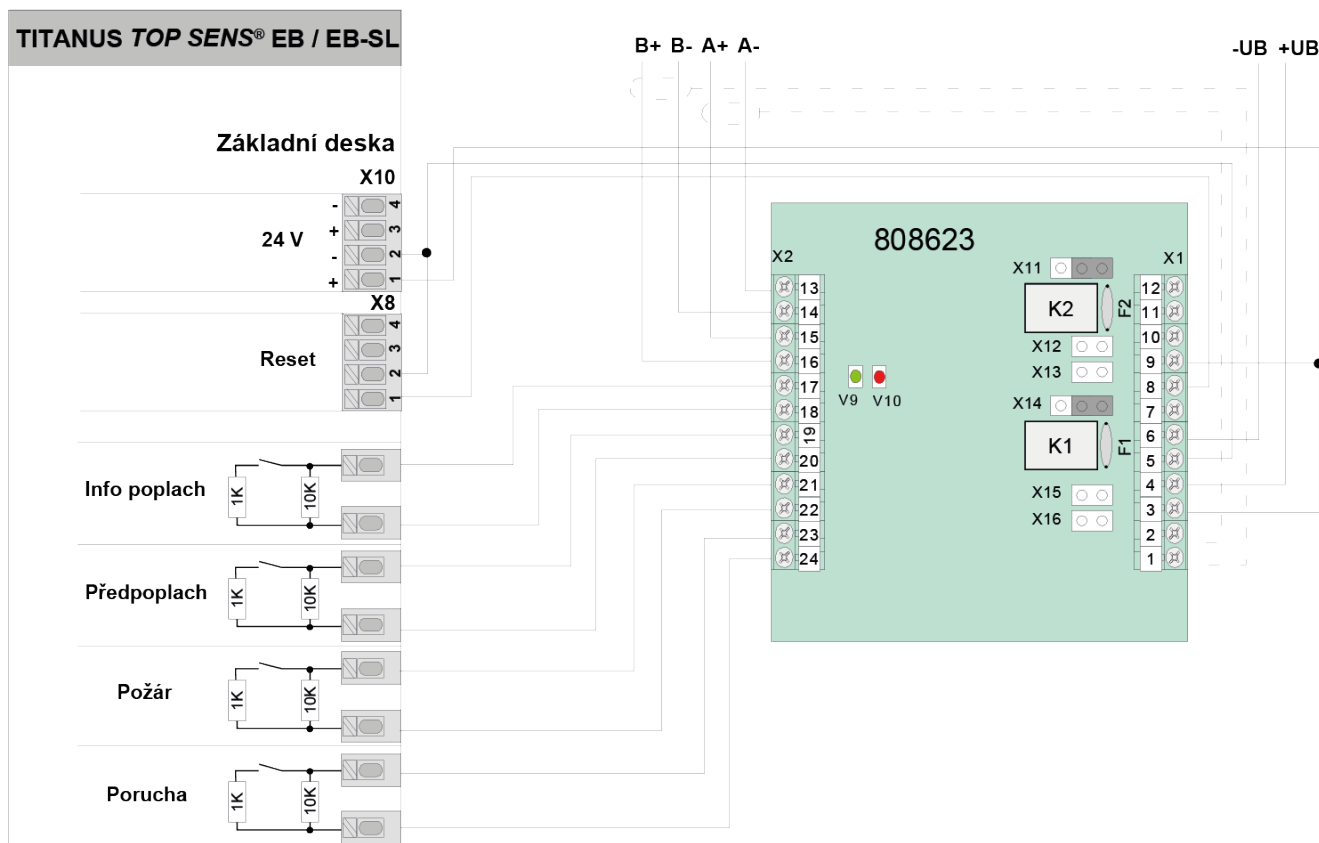 TITANUS TOP SENS® EB / EB-SL
B+ B- A+ A-
-UB +UB
Základní deska
X10
24 V
- 4
+ 3
- 2
+ 1
X8
Reset
4
3
2
1
Info poplach
1K
10K
Předpoplach
1K
10K
Požár
1K
10K
Porucha
1K
10K
808623
X2
13
14
15
16
17
18
19
20
21
22
23
24
V9 V10
X11
K2
F2
X12
X13
X14
K1
F1
X15
X16
X1
12
11
10
9
8
7
6
5
4
3
2
1